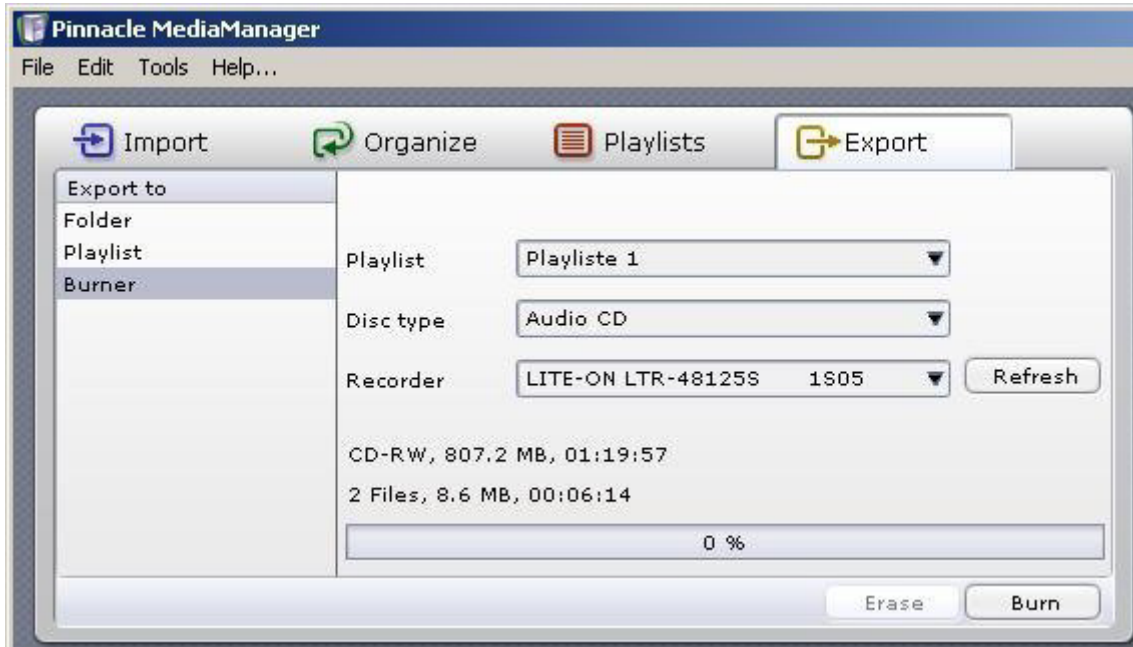 Pinnacle MediaManager
File Edit Tools Help...
Import Organize Playlists Export
Export to
Folder
Playlist
Burner
Playlist Playliste 1
Disc type Audio CD
Recorder LITE-ON LTR-48125S 1S05 Refresh
CD-RW, 807.2 MB, 01:19:57
2 Files, 8.6 MB, 00:06:14
0 %
Erase Burn